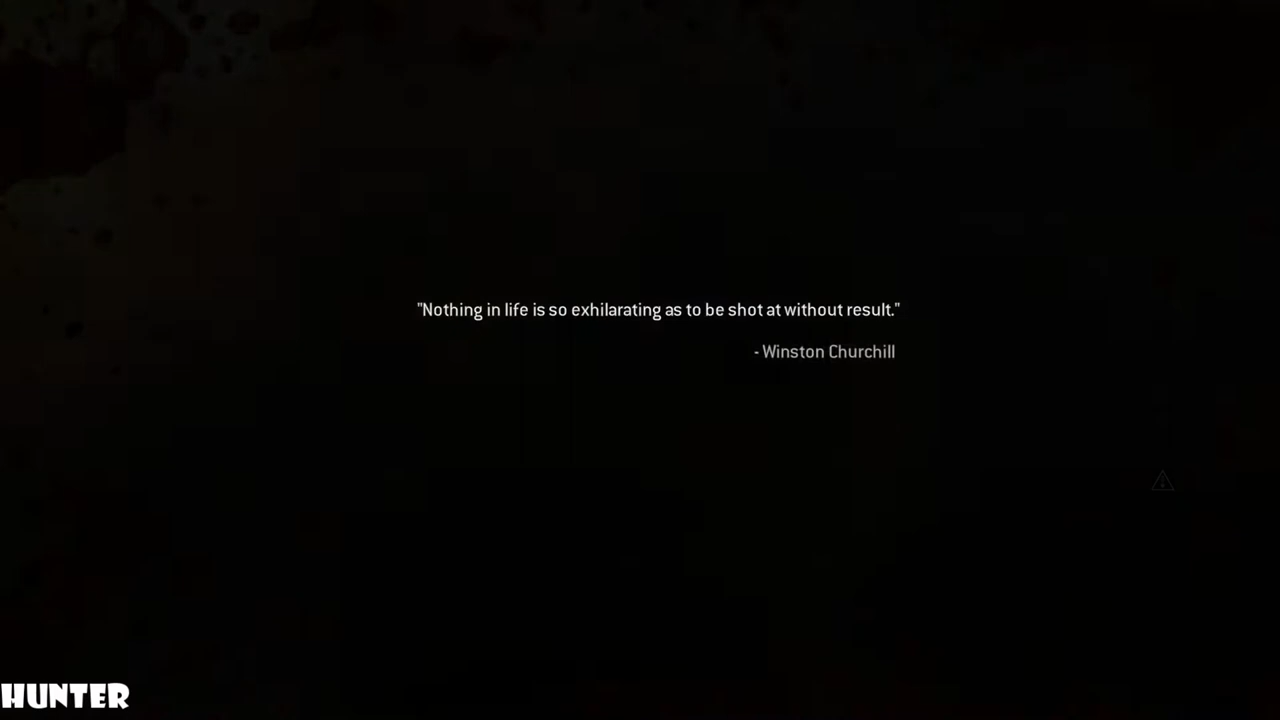 "Nothing in life is so exhilarating as to be shot at without result."
- Winston Churchill
HUNTER